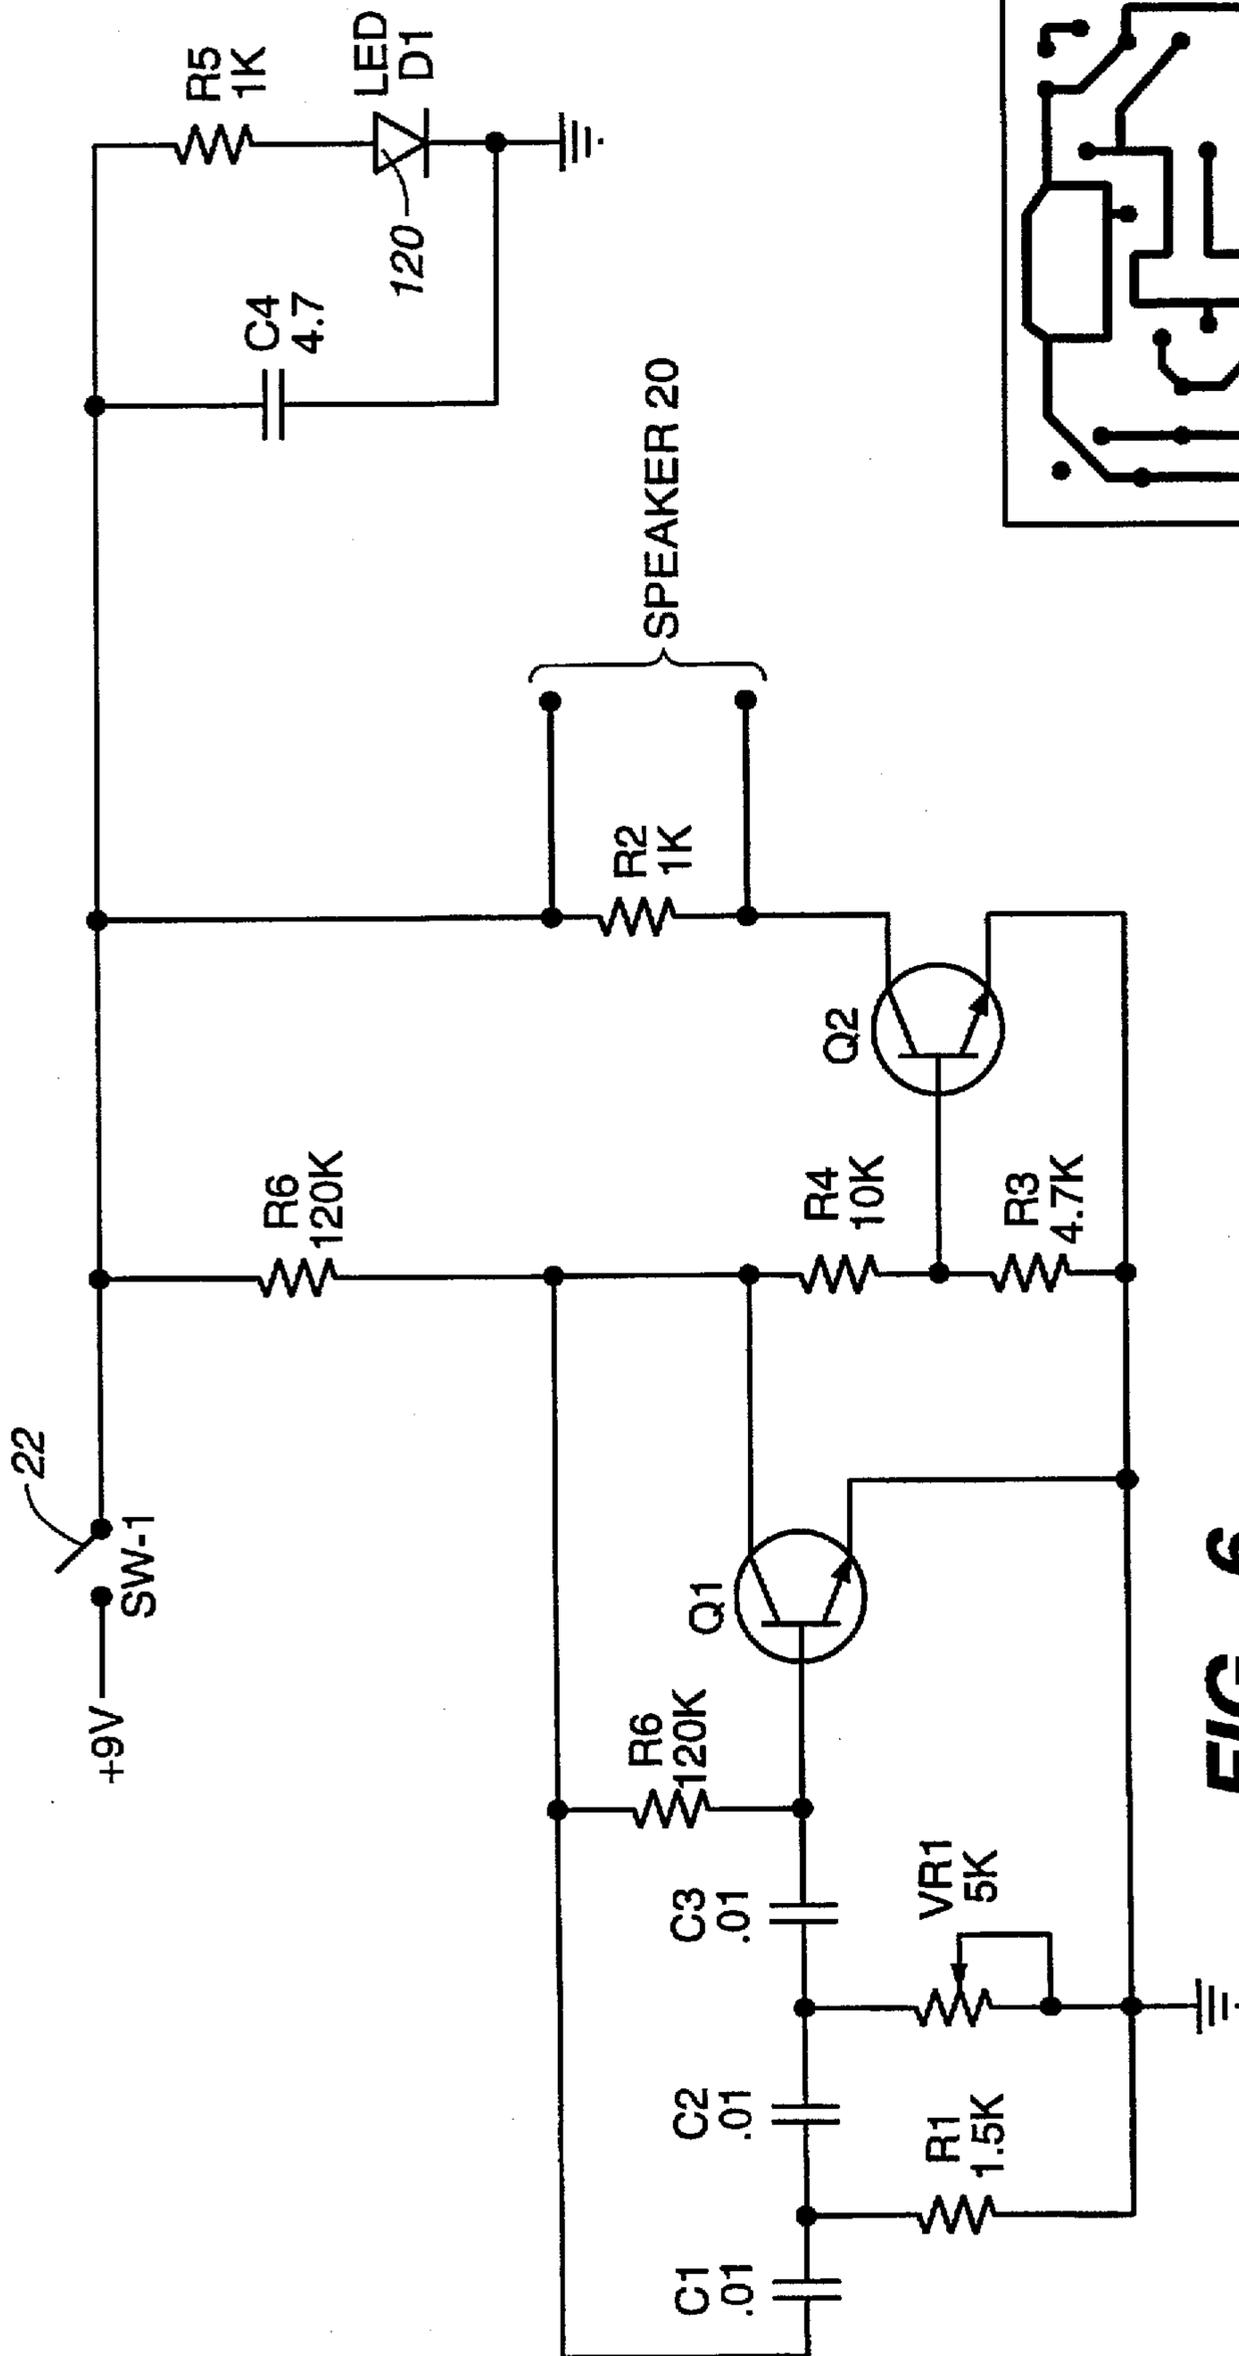 +9V
22
SW-1
R5
1K
LED
D1
120
C4
4.7
SPEAKER 20
R2
1K
R6
120K
Q2
R4
10K
R3
4.7K
Q1
R6
120K
C3
.01
VR1
5K
C2
.01
R1
1.5K
C1
.01